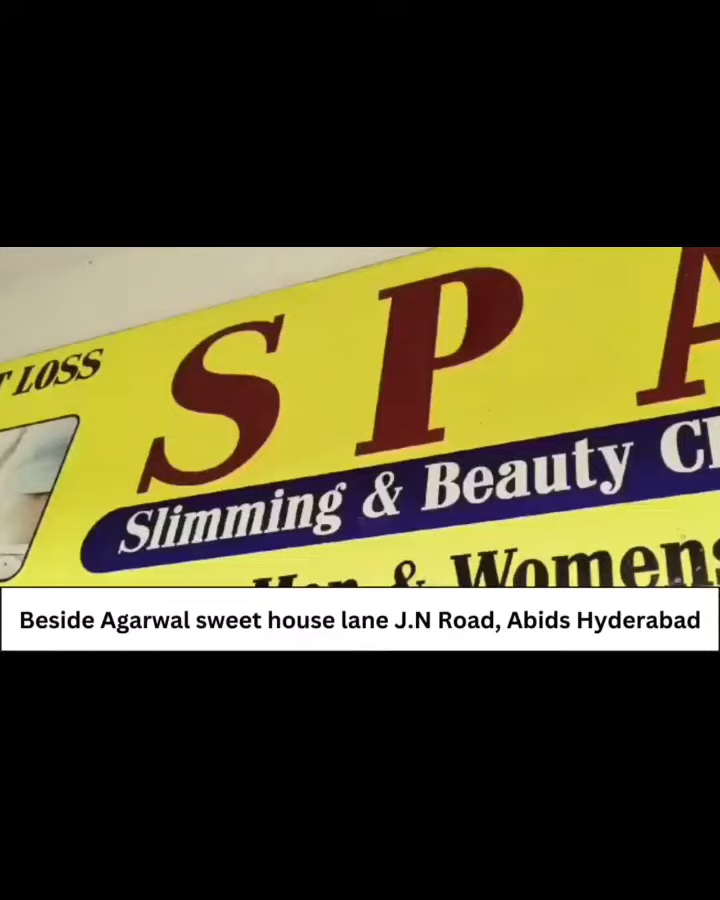 T LOSS
SPA
Slimming & Beauty Cl
& Womens
Beside Agarwal sweet house lane J.N Road, Abids Hyderabad